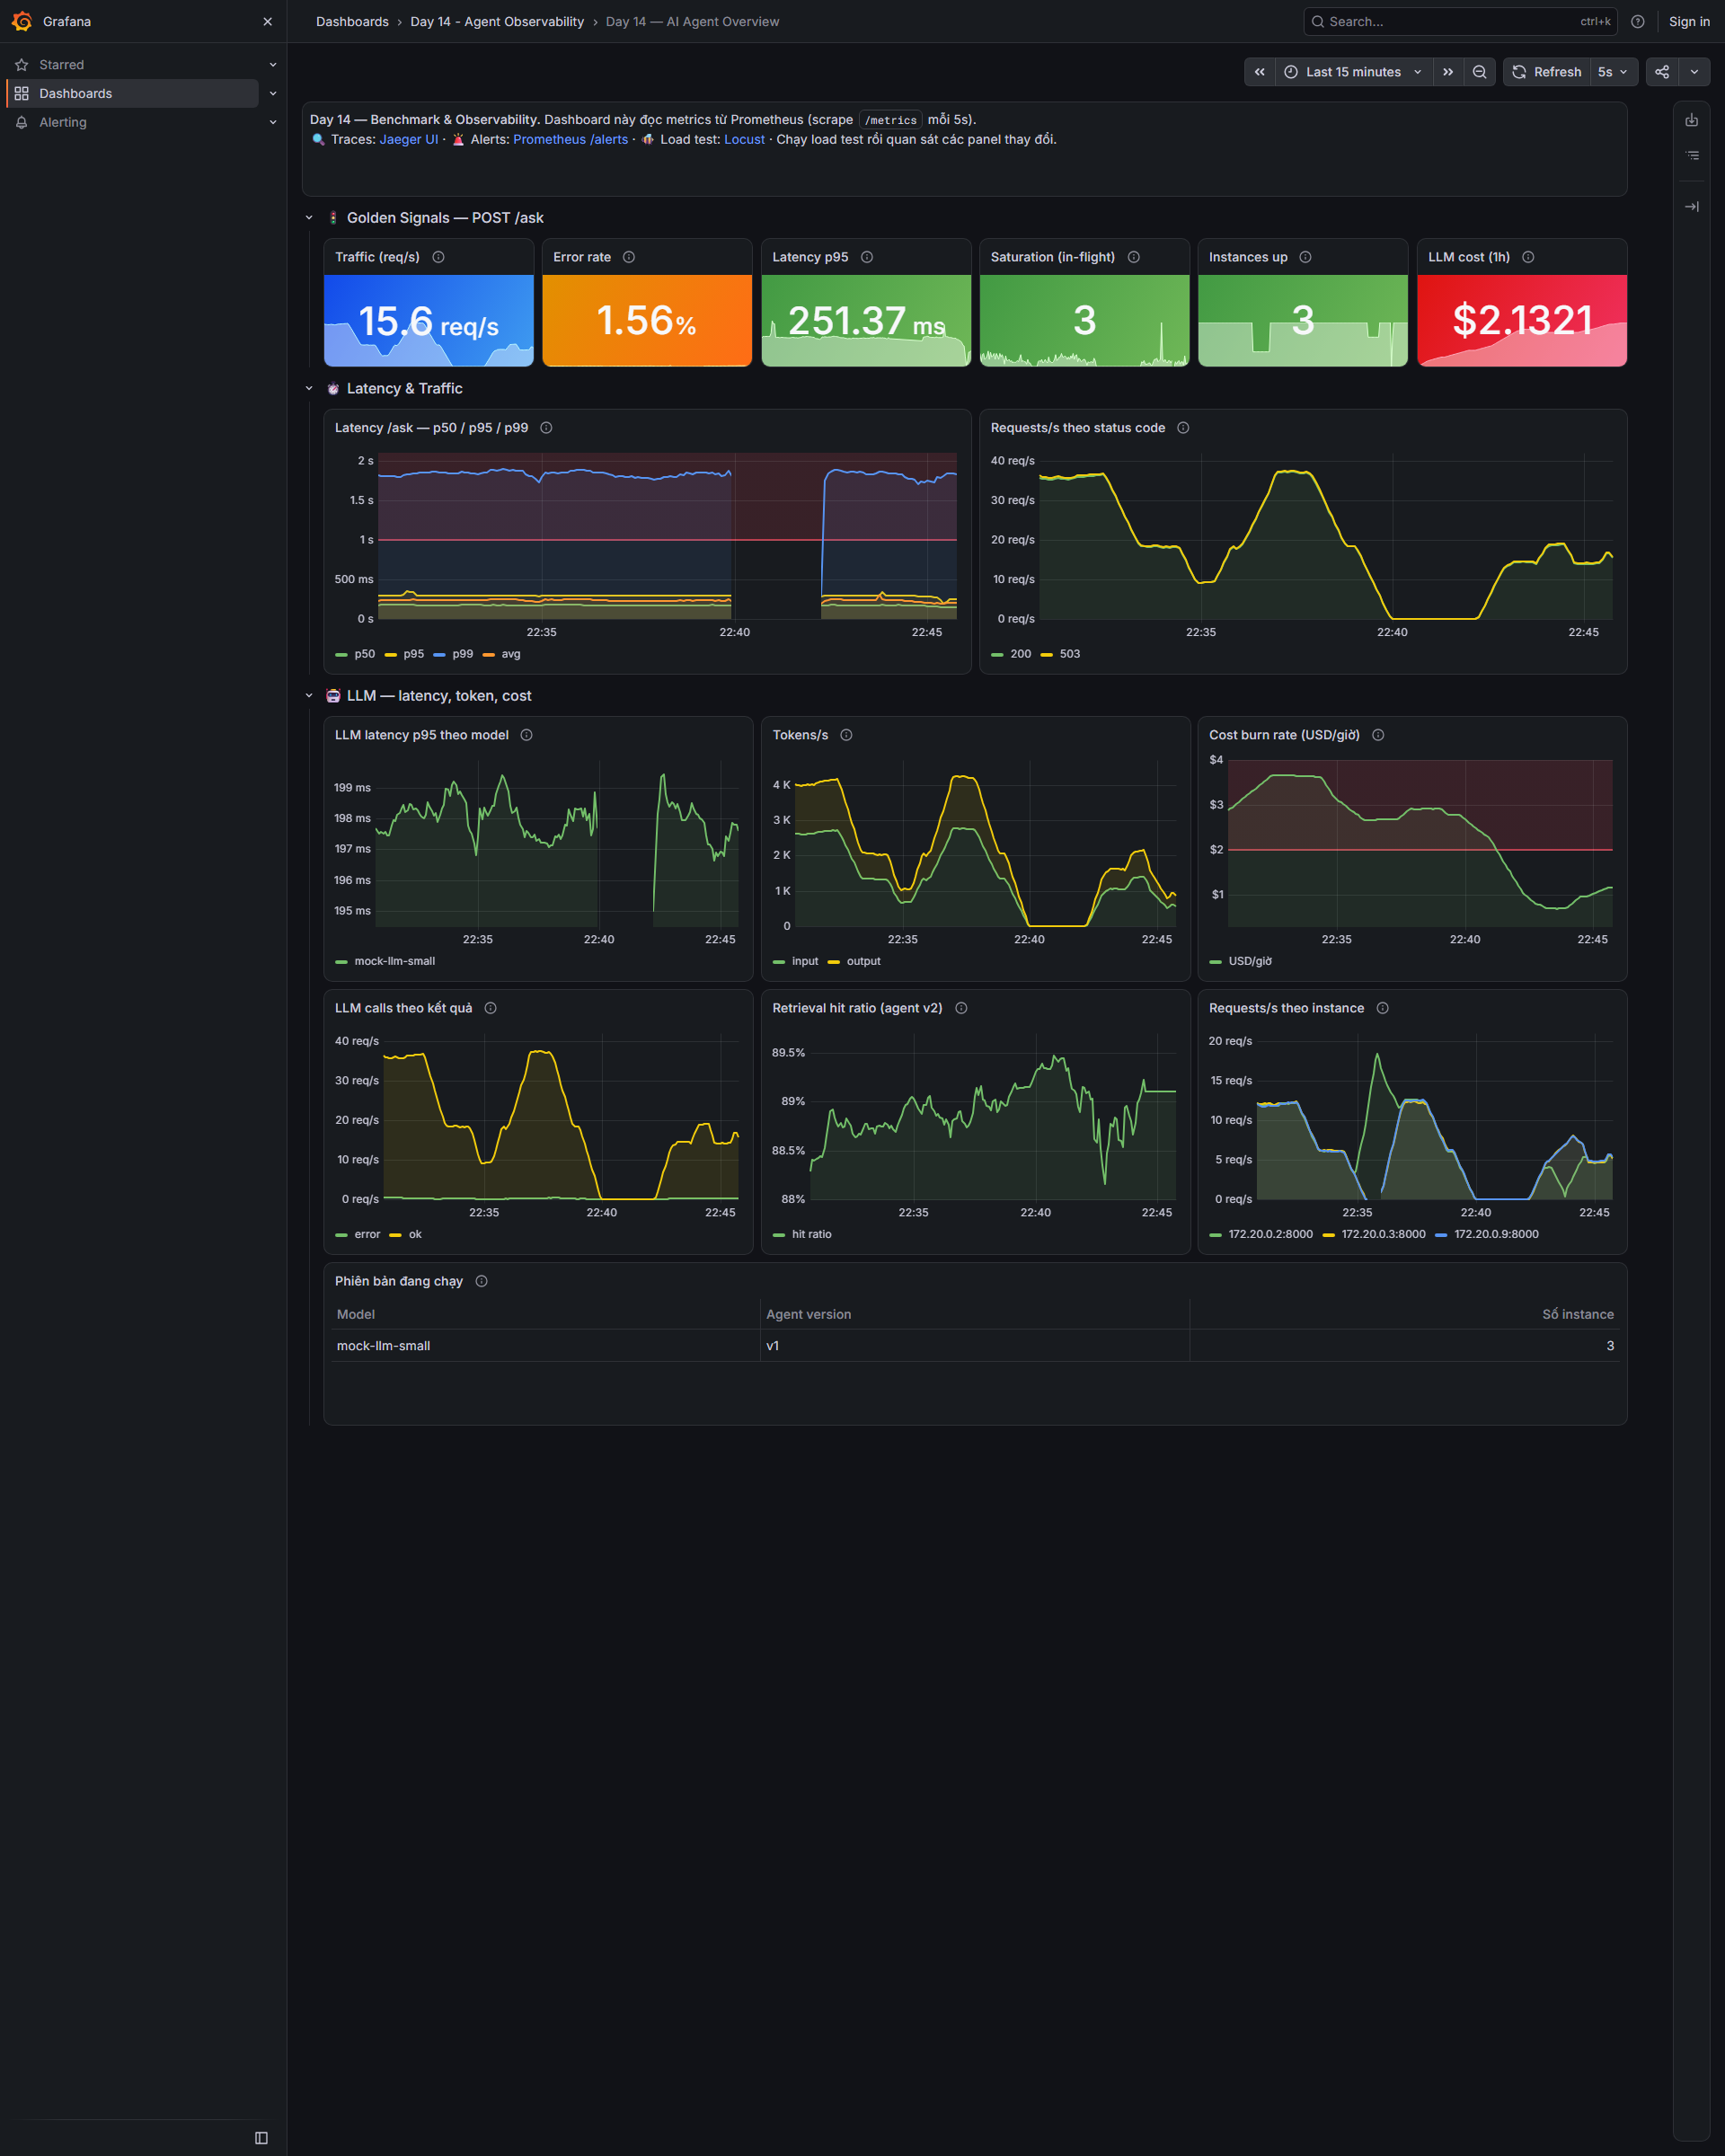 Grafana
Dashboards › Day 14 - Agent Observability › Day 14 — AI Agent Overview
Search...
ctrl+k
Sign in
Starred
Dashboards
Alerting
Last 15 minutes
Refresh
5s
Day 14 — Benchmark & Observability. Dashboard này đọc metrics từ Prometheus (scrape /metrics mỗi 5s).
Traces: Jaeger UI · Alerts: Prometheus /alerts · Load test: Locust · Chạy load test rồi quan sát các panel thay đổi.
Golden Signals — POST /ask
Traffic (req/s)
15.6 req/s
Error rate
1.56%
Latency p95
251.37 ms
Saturation (in-flight)
3
Instances up
3
LLM cost (1h)
$2.1321
Latency & Traffic
Latency /ask — p50 / p95 / p99
2 s
1.5 s
1 s
500 ms
0 s
22:35 22:40 22:45
p50 p95 p99 avg
Requests/s theo status code
40 req/s
30 req/s
20 req/s
10 req/s
0 req/s
22:35 22:40 22:45
200 503
LLM — latency, token, cost
LLM latency p95 theo model
199 ms
198 ms
197 ms
196 ms
195 ms
22:35 22:40 22:45
mock-llm-small
Tokens/s
4 K
3 K
2 K
1 K
0
22:35 22:40 22:45
input output
Cost burn rate (USD/giờ)
$4
$3
$2
$1
22:35 22:40 22:45
USD/giờ
LLM calls theo kết quả
40 req/s
30 req/s
20 req/s
10 req/s
0 req/s
22:35 22:40 22:45
error ok
Retrieval hit ratio (agent v2)
89.5%
89%
88.5%
88%
22:35 22:40 22:45
hit ratio
Requests/s theo instance
20 req/s
15 req/s
10 req/s
5 req/s
0 req/s
22:35 22:40 22:45
172.20.0.2:8000 172.20.0.3:8000 172.20.0.9:8000
Phiên bản đang chạy
Model Agent version Số instance
mock-llm-small v1 3